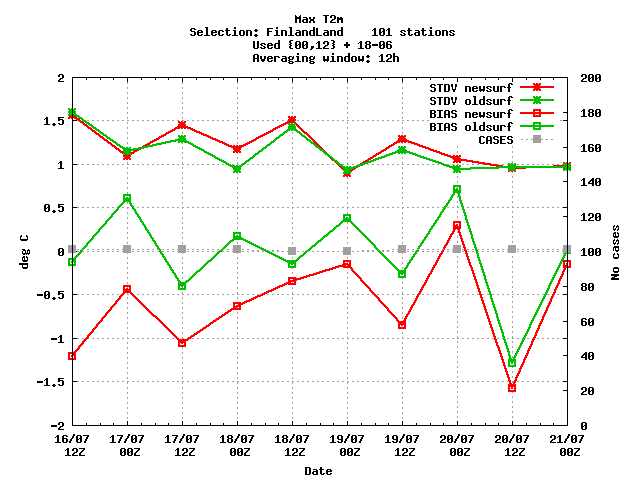 Max T2m
Selection: FinlandLand    101 stations
Used {00,12} + 18-06
Averaging window: 12h
STDV newsurf
STDV oldsurf
BIAS newsurf
BIAS oldsurf
CASES
2
1.5
1
0.5
0
-0.5
-1
-1.5
-2
deg C
200
180
160
140
120
100
80
60
40
20
0
No cases
16/07 17/07 17/07 18/07 18/07 19/07 19/07 20/07 20/07 21/07
12Z 00Z 12Z 00Z 12Z 00Z 12Z 00Z 12Z 00Z
Date